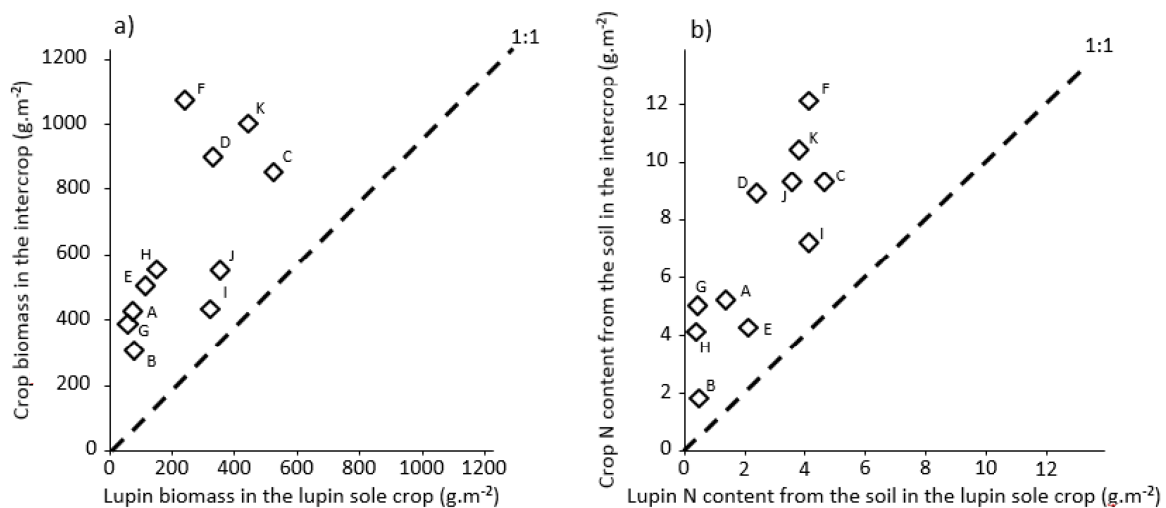 a)
Crop biomass in the intercrop (g.m-2)
1200
1000
800
600
400
200
0
1:1
F
K
D
C
H
E
J
A
I
G
B
0 200 400 600 800 1000 1200
Lupin biomass in the lupin sole crop (g.m-2)
b)
Crop N content from the soil in the intercrop (g.m-2)
12
10
8
6
4
2
0
1:1
F
K
D
J
C
I
G
A
E
H
B
0 2 4 6 8 10 12
Lupin N content from the soil in the lupin sole crop (g.m-2)